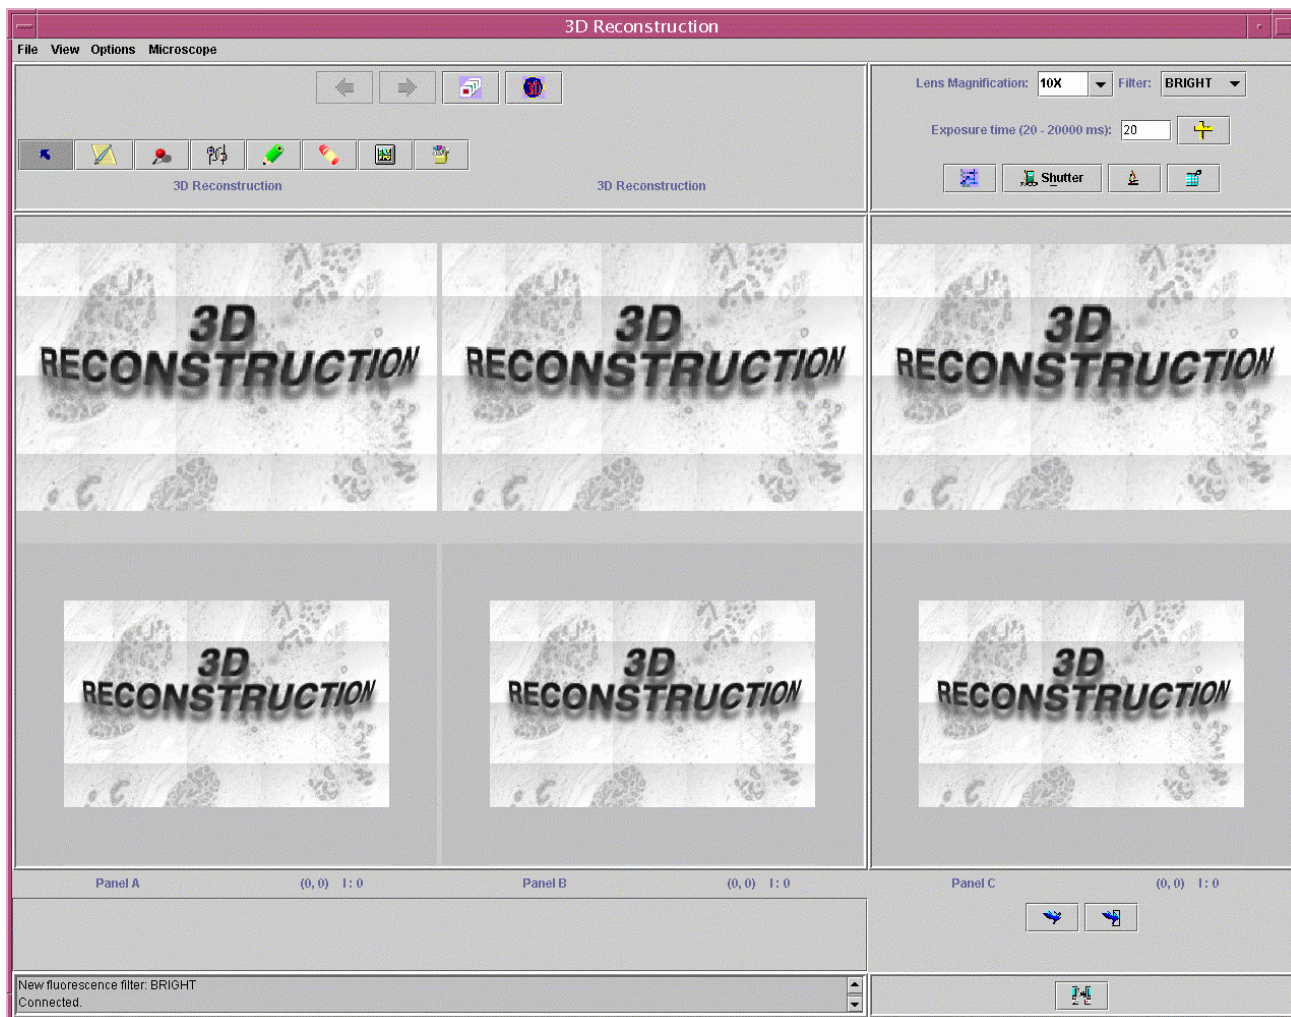 3D Reconstruction
File View Options Microscope
Lens Magnification: 10X Filter: BRIGHT
Exposure time (20 - 20000 ms): 20
3D
Shutter
3D Reconstruction 3D Reconstruction
3D
RECONSTRUCTION
3D
RECONSTRUCTION
3D
RECONSTRUCTION
3D
RECONSTRUCTION
3D
RECONSTRUCTION
3D
RECONSTRUCTION
Panel A (0, 0) I : 0 Panel B (0, 0) I : 0 Panel C (0, 0) I : 0
New fluorescence filter: BRIGHT
Connected.